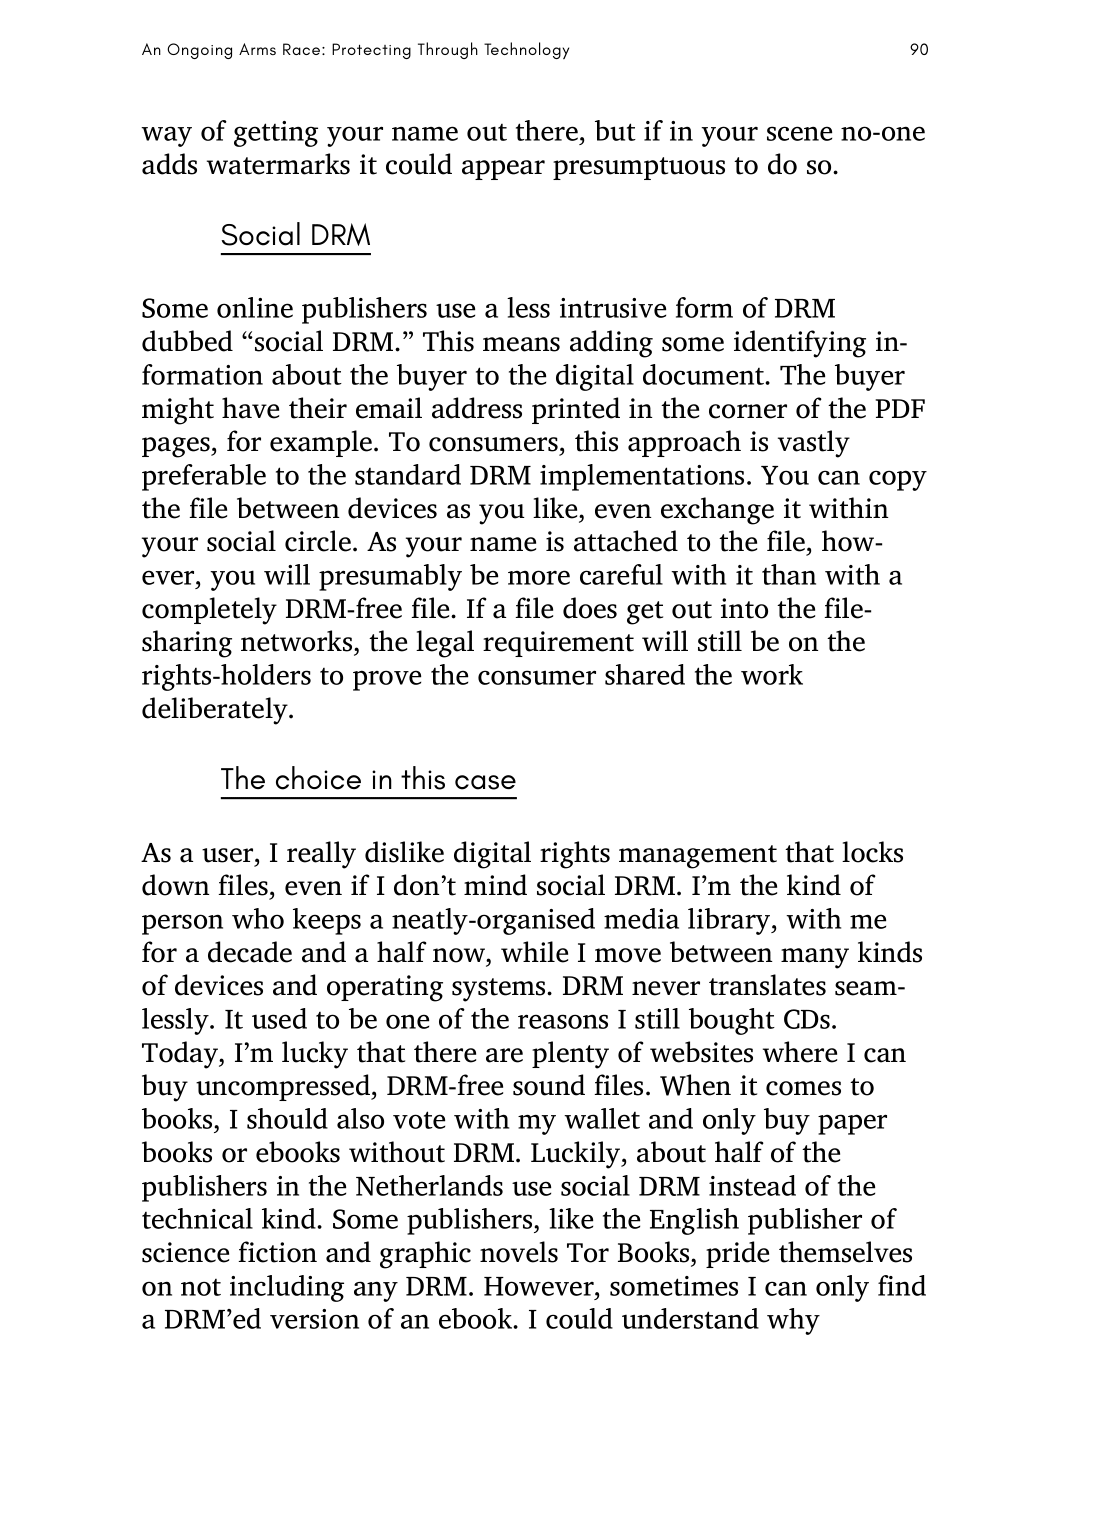 An Ongoing Arms Race: Protecting Through Technology 90
way of getting your name out there, but if in your scene no-one
adds watermarks it could appear presumptuous to do so.
Social DRM
Some online publishers use a less intrusive form of DRM
dubbed “social DRM.” This means adding some identifying in-
formation about the buyer to the digital document. The buyer
might have their email address printed in the corner of the PDF
pages, for example. To consumers, this approach is vastly
preferable to the standard DRM implementations. You can copy
the file between devices as you like, even exchange it within
your social circle. As your name is attached to the file, how-
ever, you will presumably be more careful with it than with a
completely DRM-free file. If a file does get out into the file-
sharing networks, the legal requirement will still be on the
rights-holders to prove the consumer shared the work
deliberately.
The choice in this case
As a user, I really dislike digital rights management that locks
down files, even if I don’t mind social DRM. I’m the kind of
person who keeps a neatly-organised media library, with me
for a decade and a half now, while I move between many kinds
of devices and operating systems. DRM never translates seam-
lessly. It used to be one of the reasons I still bought CDs.
Today, I’m lucky that there are plenty of websites where I can
buy uncompressed, DRM-free sound files. When it comes to
books, I should also vote with my wallet and only buy paper
books or ebooks without DRM. Luckily, about half of the
publishers in the Netherlands use social DRM instead of the
technical kind. Some publishers, like the English publisher of
science fiction and graphic novels Tor Books, pride themselves
on not including any DRM. However, sometimes I can only find
a DRM’ed version of an ebook. I could understand why